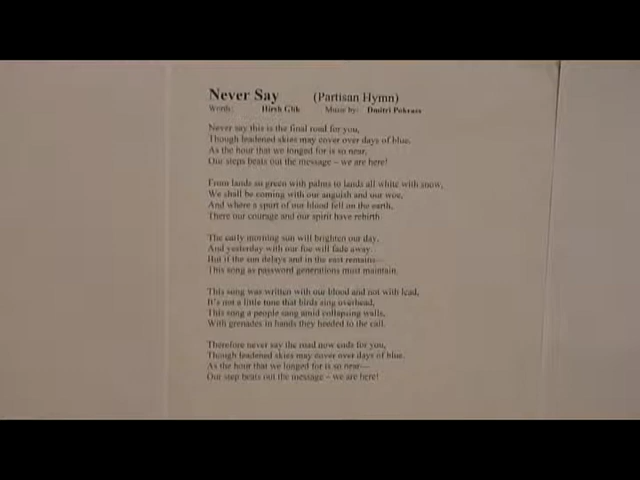 Never Say (Partisan Hymn)
Words: Hirsh Glik Music by: Dmitri Pokrass
Never say this is the final road for you,
Though leadened skies may cover over days of blue.
As the hour that we longed for is so near,
Our steps beats out the message – we are here!
From lands so green with palms to lands all white with snow,
We shall be coming with our anguish and our woe,
And where a spurt of our blood fell on the earth,
There our courage and our spirit have rebirth.
The early morning sun will brighten our day,
And yesterday with our foe will fade away.
But if the sun delays and in the east remains—
This song as password generations must maintain.
This song was written with our blood and not with lead,
It's not a little tune that birds sing overhead,
This song a people sang amid collapsing walls,
With grenades in hands they heeded to the call.
Therefore never say the road now ends for you,
Though leadened skies may cover over days of blue.
As the hour that we longed for is so near—
Our step beats out the message – we are here!